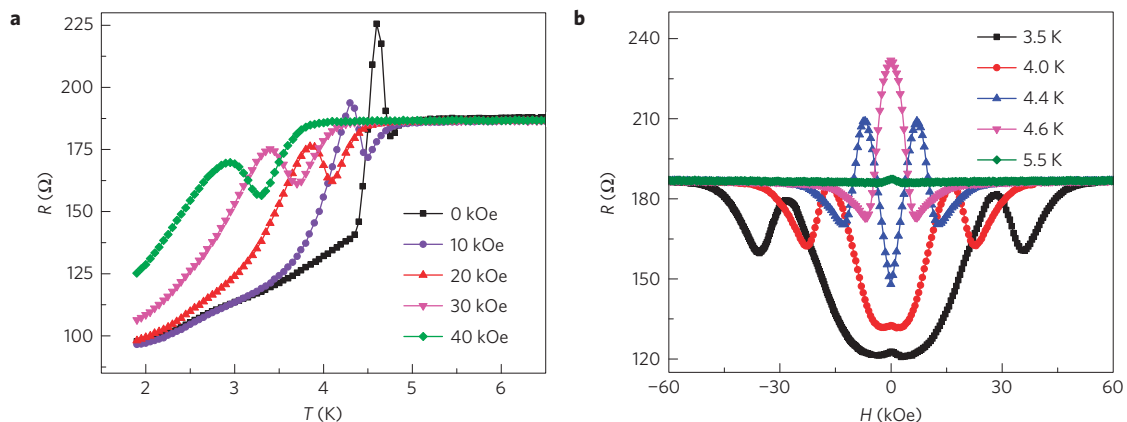 a
225
200
175
150
125
100
R (Ω)
0 kOe
10 kOe
20 kOe
30 kOe
40 kOe
2
3
4
5
6
T (K)
b
240
210
180
150
120
R (Ω)
3.5 K
4.0 K
4.4 K
4.6 K
5.5 K
−60
−30
0
30
60
H (kOe)